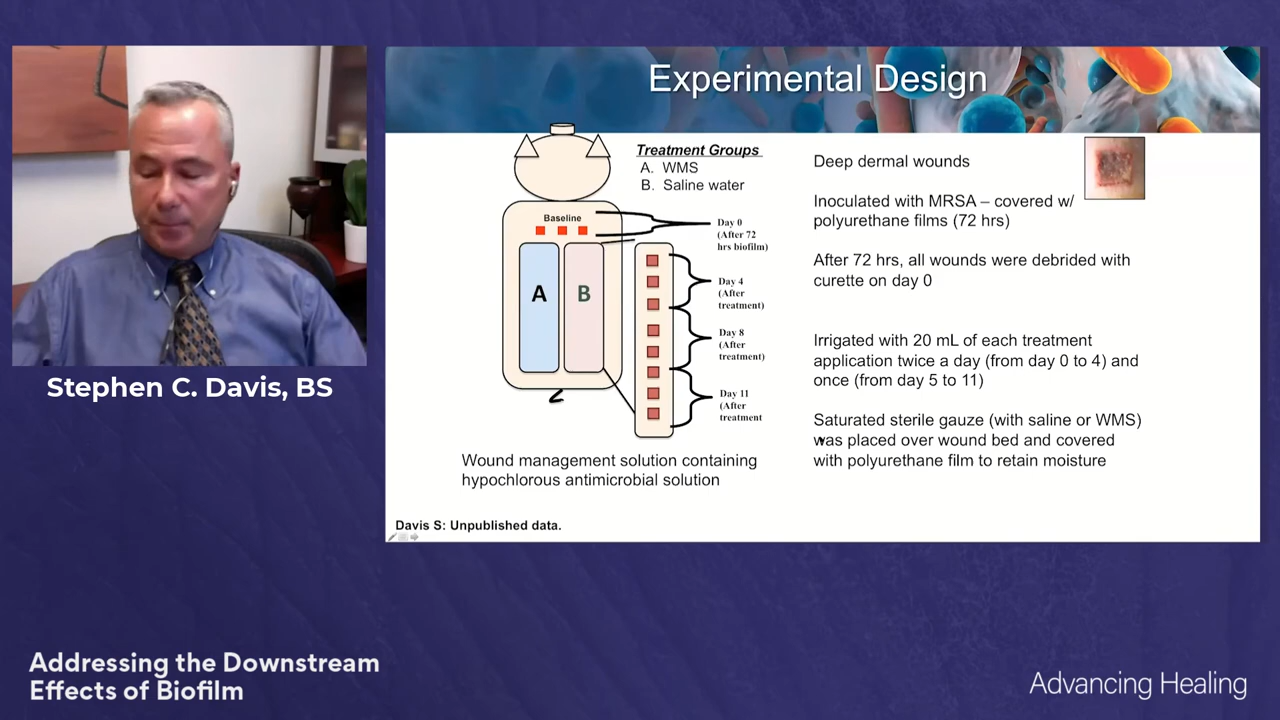 Experimental Design
Treatment Groups
A. WMS
B. Saline water
Baseline
A
B
Day 0
(After 72
hrs biofilm)
Day 4
(After
treatment)
Day 8
(After
treatment)
Day 11
(After
treatment
Wound management solution containing
hypochlorous antimicrobial solution
Davis S: Unpublished data.
Deep dermal wounds
Inoculated with MRSA – covered w/
polyurethane films (72 hrs)
After 72 hrs, all wounds were debrided with
curette on day 0
Irrigated with 20 mL of each treatment
application twice a day (from day 0 to 4) and
once (from day 5 to 11)
Saturated sterile gauze (with saline or WMS)
was placed over wound bed and covered
with polyurethane film to retain moisture
Stephen C. Davis, BS
Addressing the Downstream
Effects of Biofilm
Advancing Healing